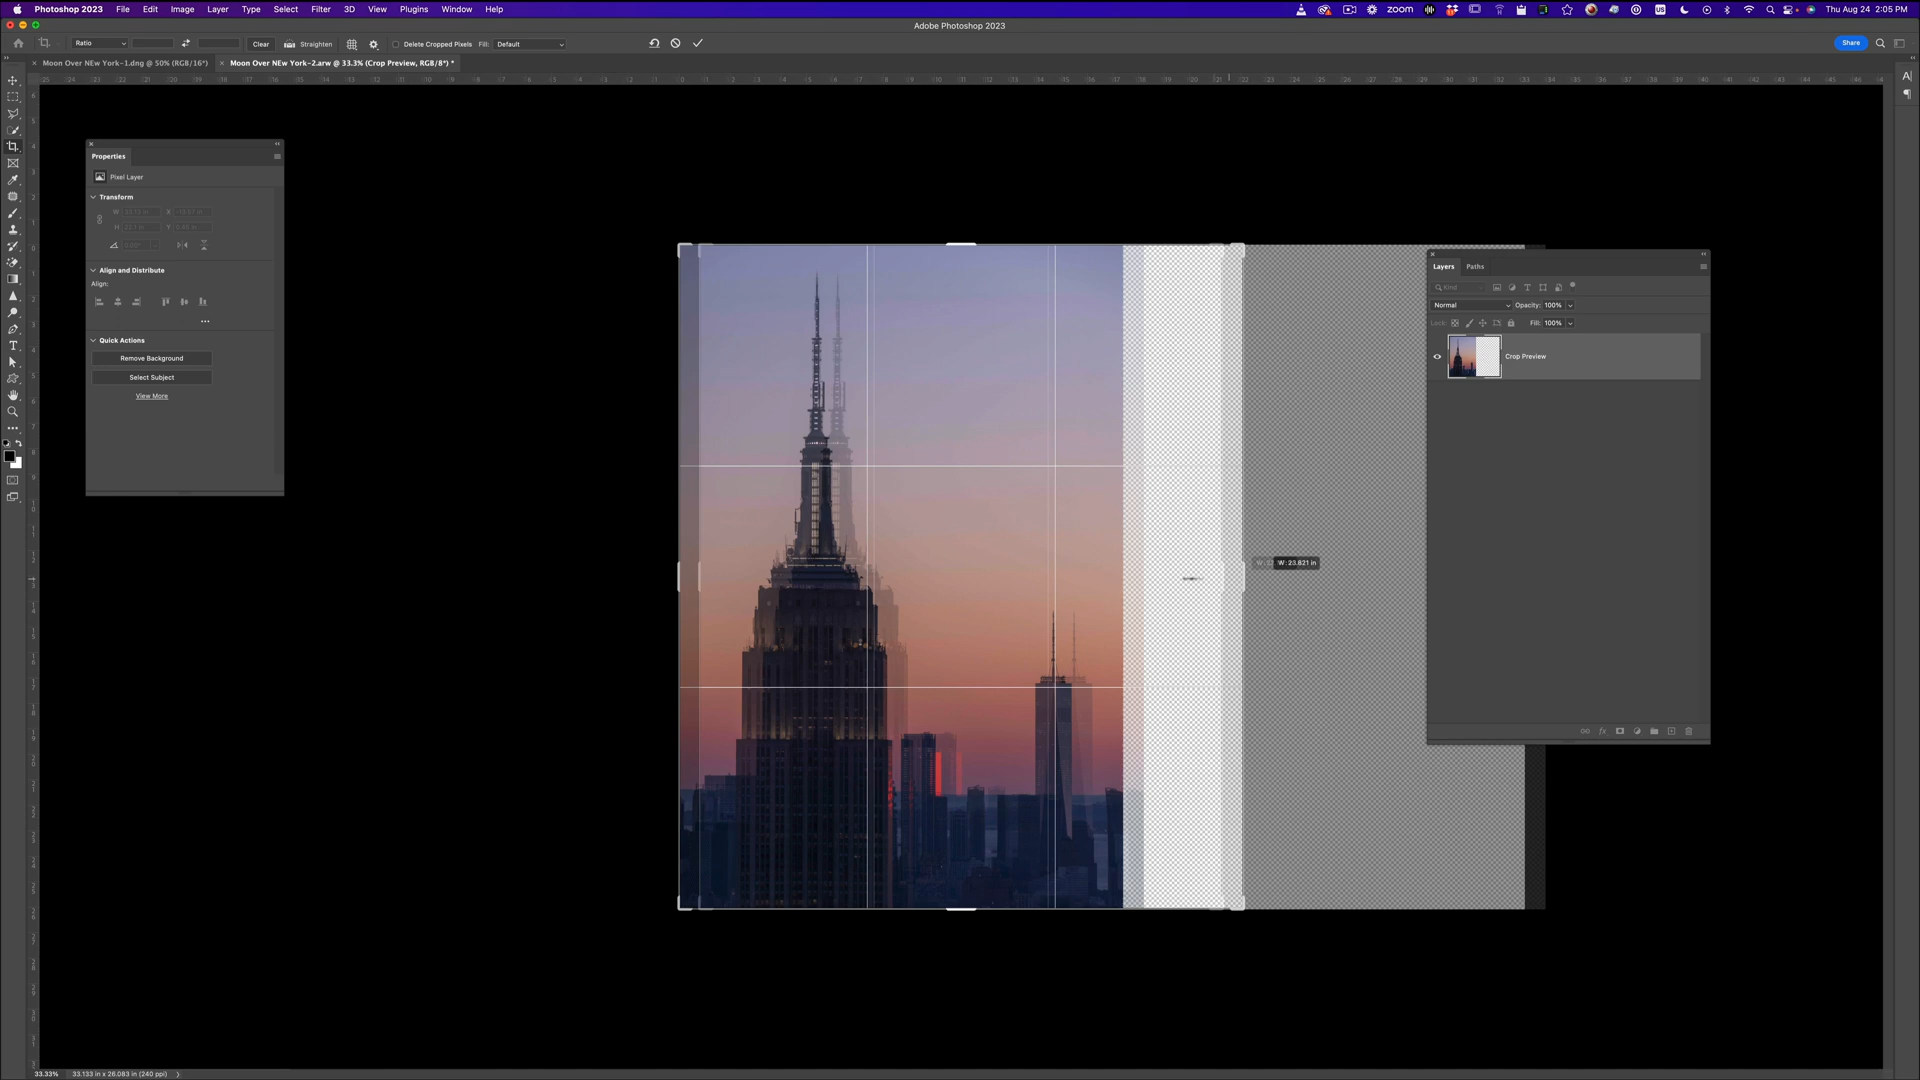 Photoshop 2023 File Edit Image Layer Type Select Filter 3D View Plugins Window Help zoom US Thu Aug 24 2:05 PM
Adobe Photoshop 2023
Ratio Clear Straighten Delete Cropped Pixels Fill: Default Share
Moon Over NEw York-1.dng @ 50% (RGB/16*) Moon Over NEw York-2.arw @ 33.3% (Crop Preview, RGB/8*) *
Properties
Pixel Layer
Transform
W X
H Y
Align and Distribute
Align:
Quick Actions
Remove Background
Select Subject
View More
W: 23.821 in
Layers Paths
Kind
Normal Opacity: 100%
Lock: Fill: 100%
Crop Preview
33.33% 33.133 in x 26.083 in (240 ppi)